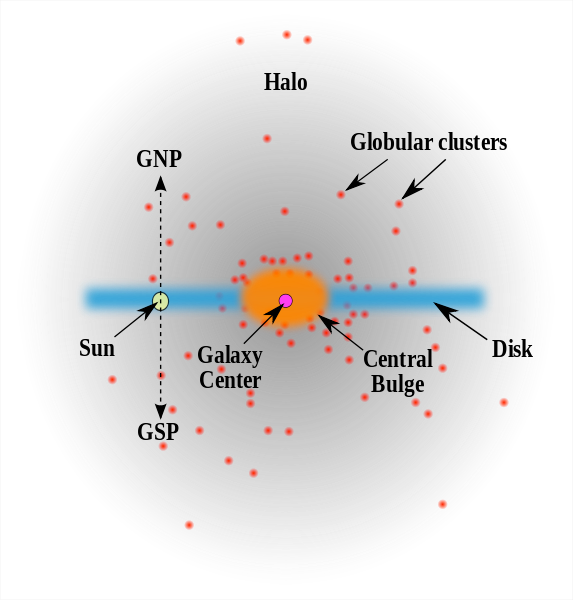 Halo
Globular clusters
GNP
Sun
Galaxy
Center
Central
Bulge
Disk
GSP